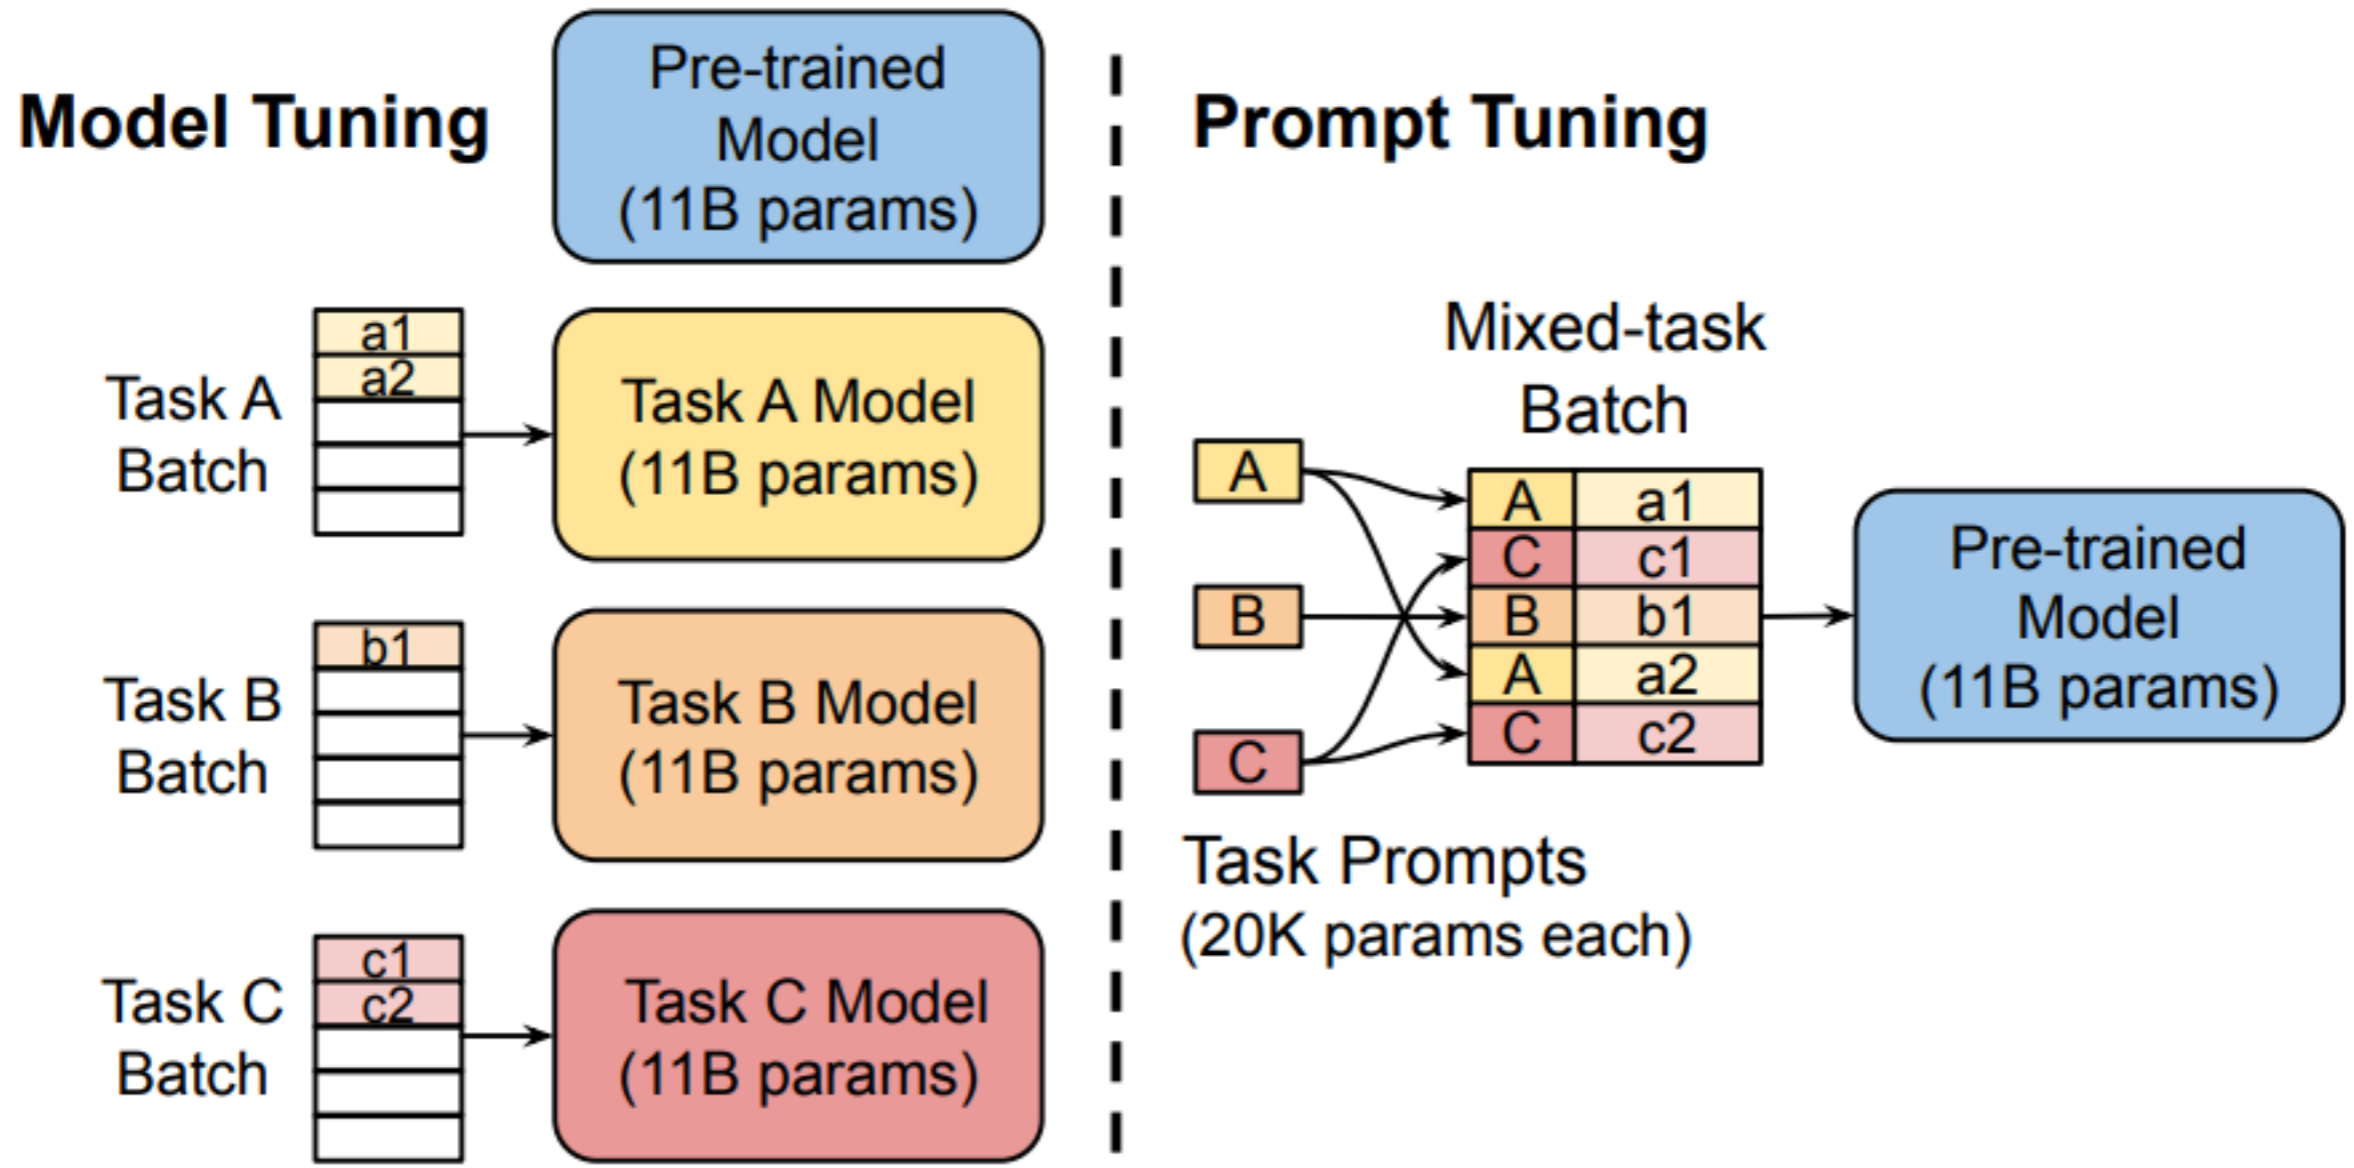 Model Tuning
Pre-trained
Model
(11B params)
a1
a2
Task A
Batch
Task A Model
(11B params)
b1
Task B
Batch
Task B Model
(11B params)
c1
c2
Task C
Batch
Task C Model
(11B params)
Prompt Tuning
Mixed-task
Batch
A
B
C
A a1
C c1
B b1
A a2
C c2
Pre-trained
Model
(11B params)
Task Prompts
(20K params each)